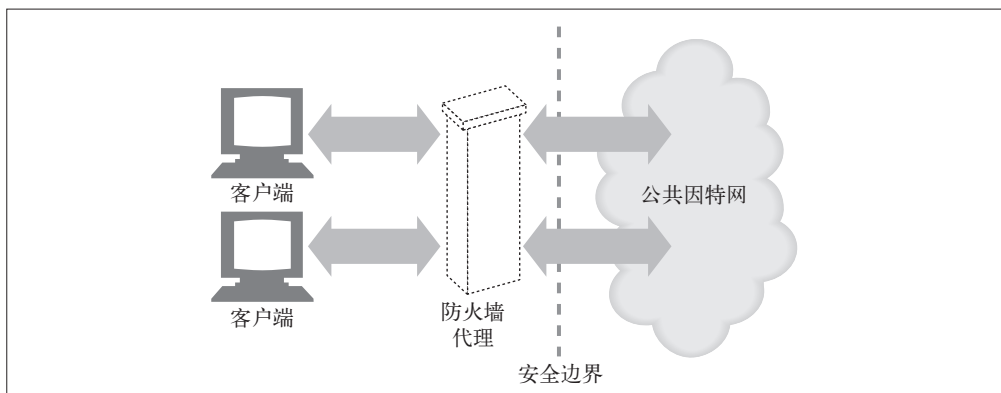 客户端
公共因特网
客户端
防火墙
代理
安全边界